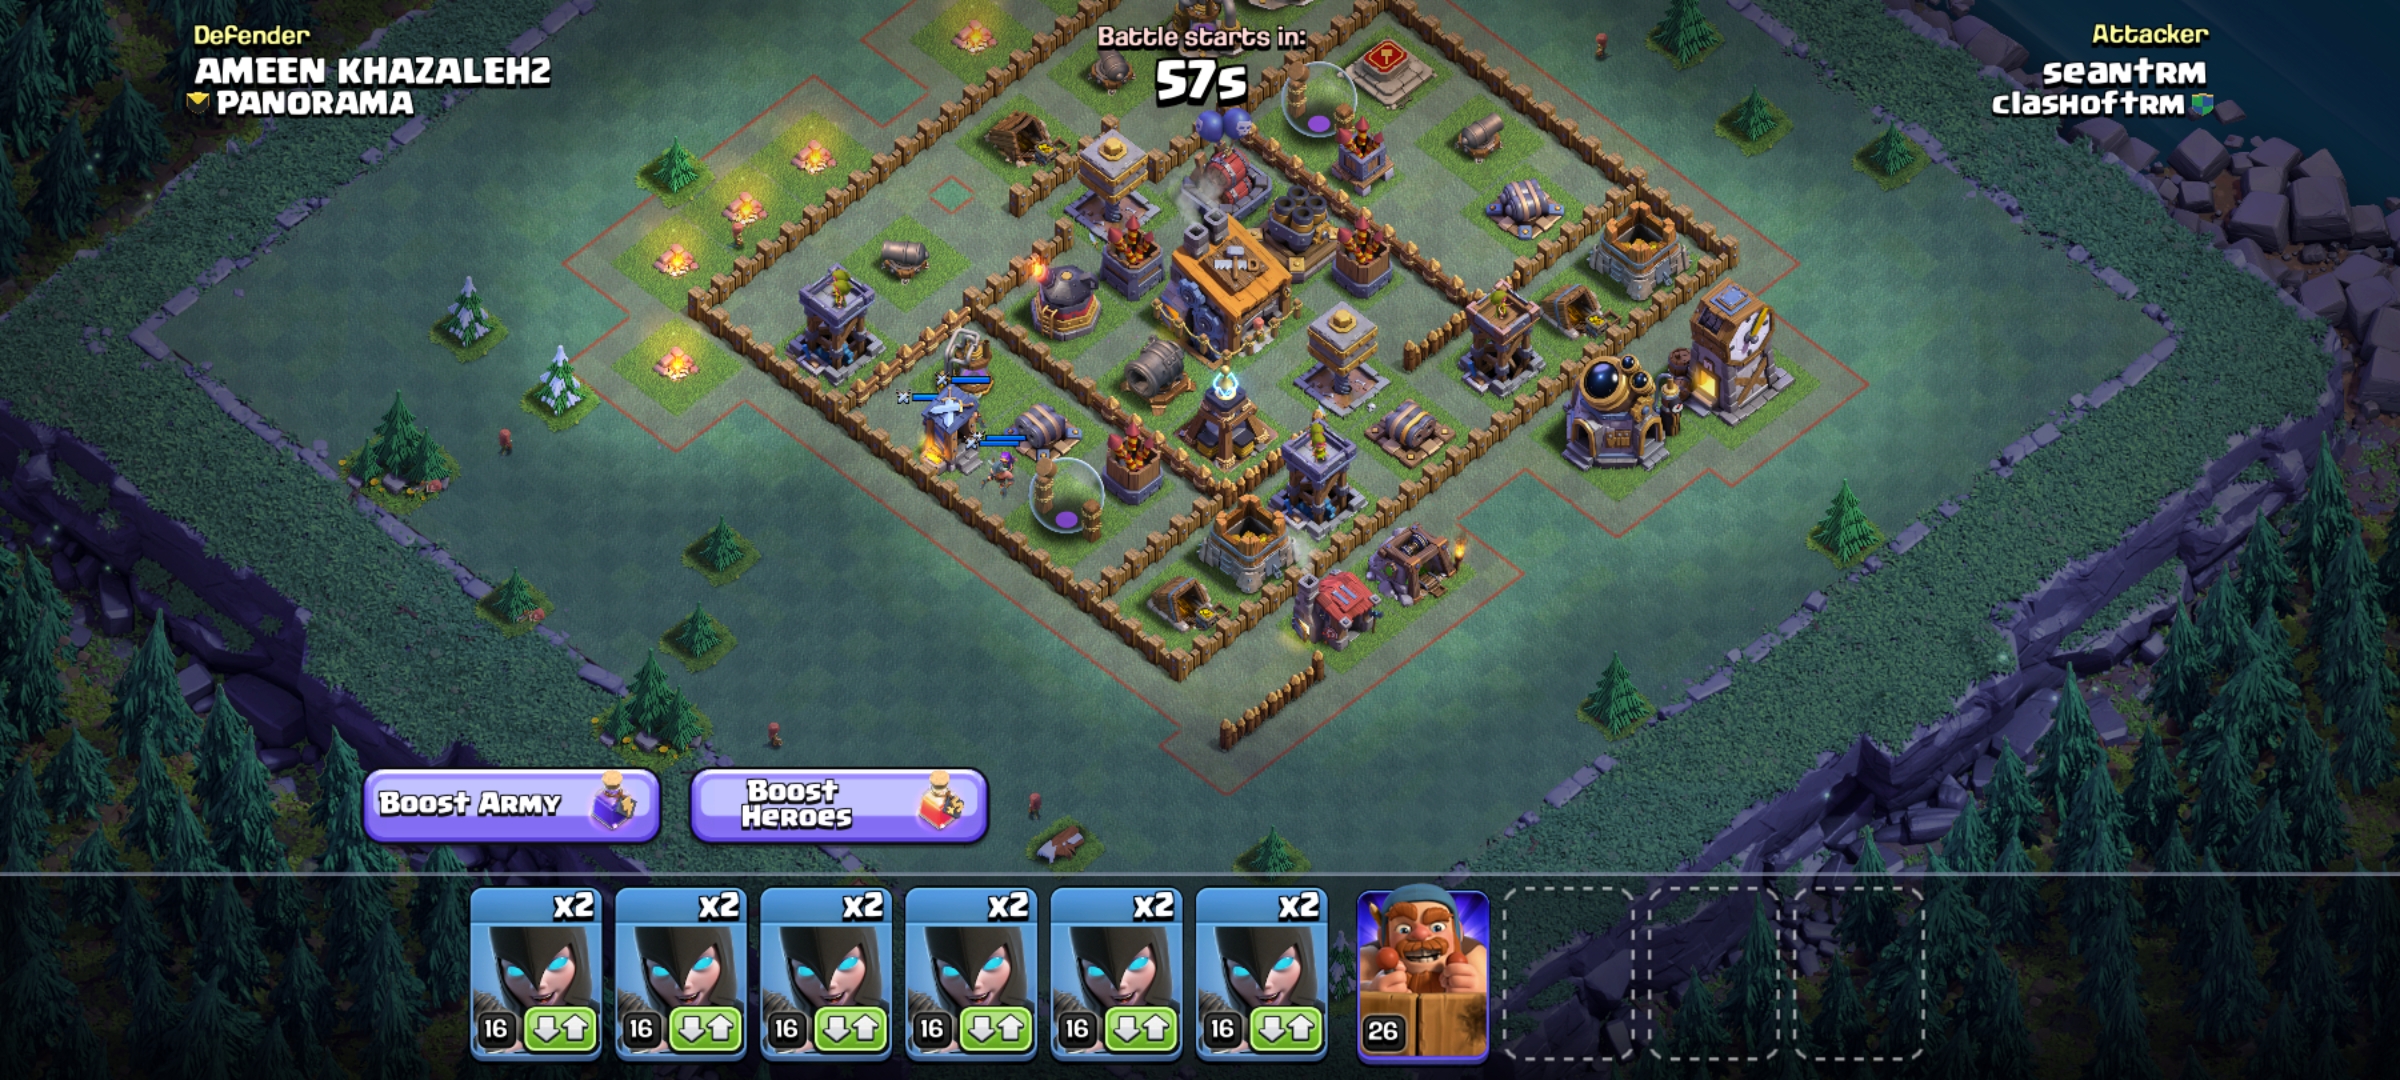 Defender
AMEEN KHAZALEH2
PANORAMA
Battle starts in:
57s
Attacker
seantRM
clashoftRM
Boost Army
Boost
Heroes
x2
x2
x2
x2
x2
x2
16
16
16
16
16
16
26